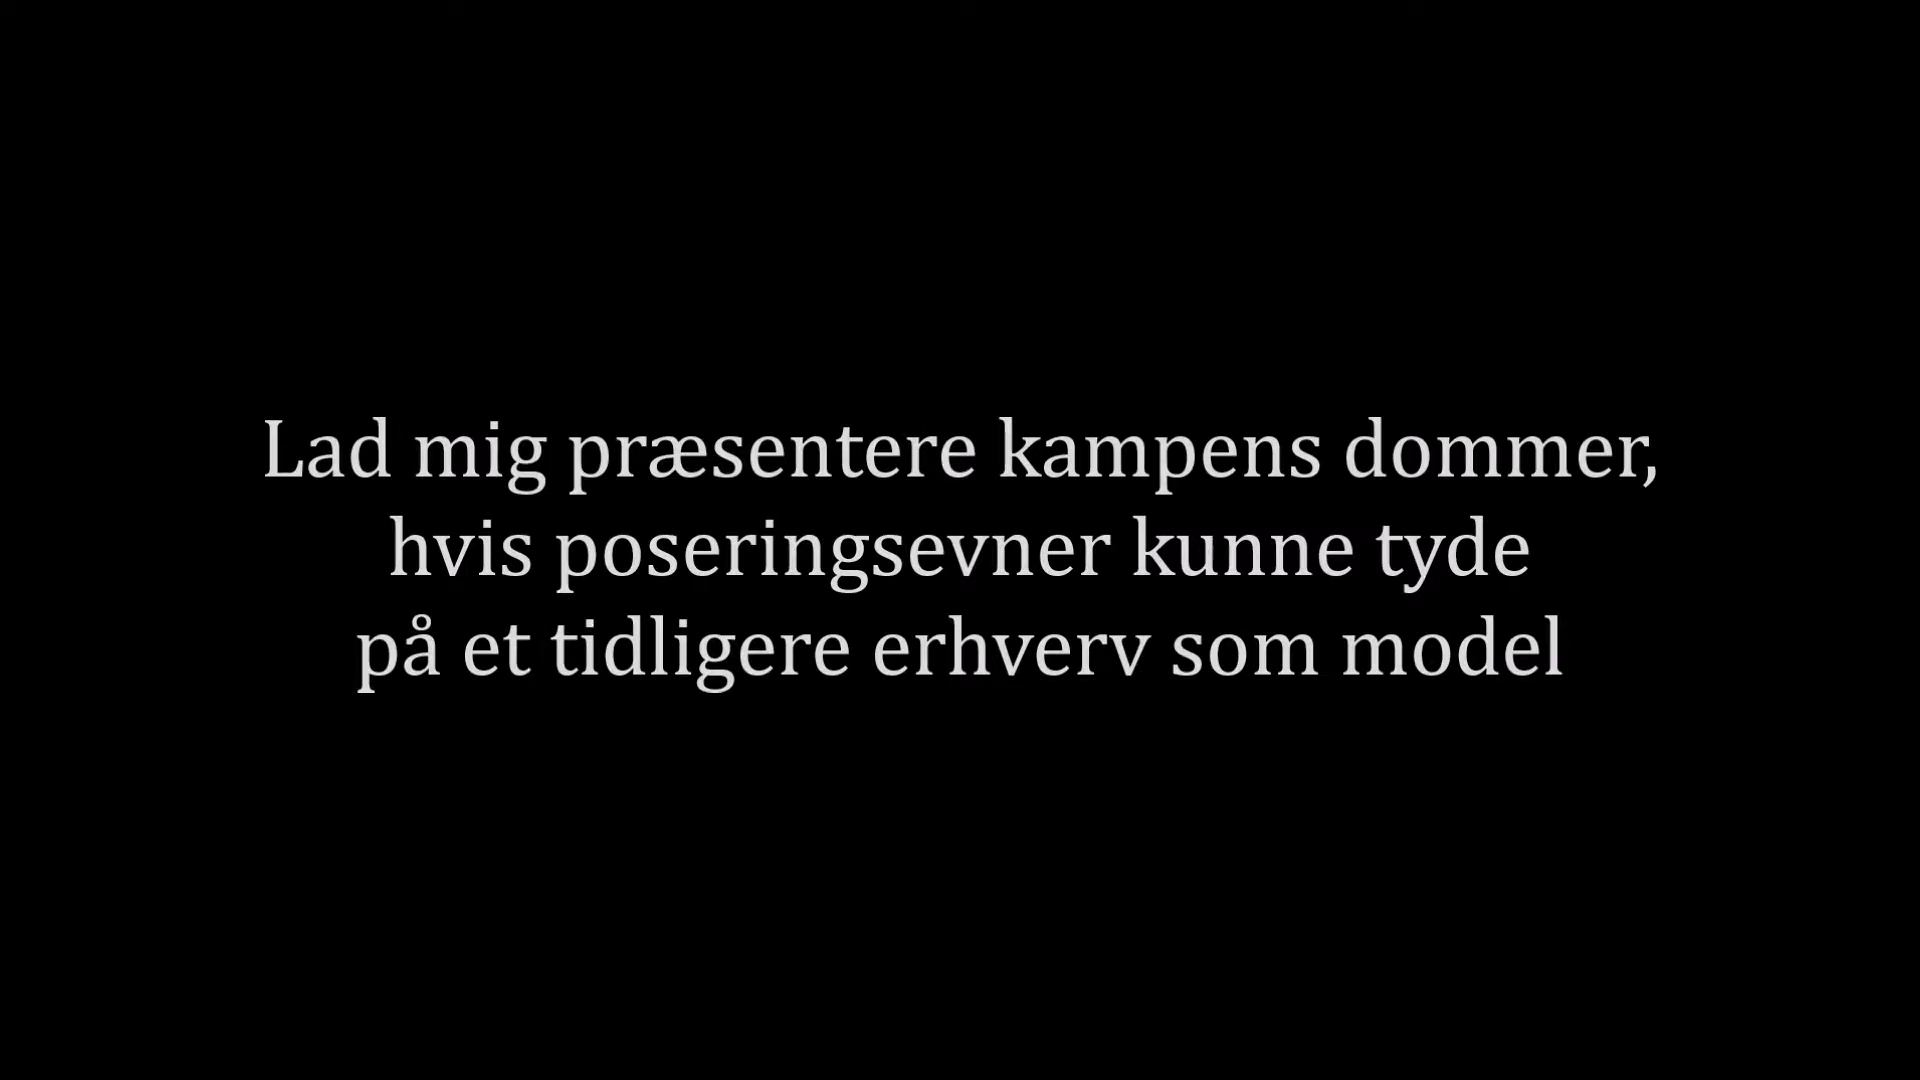 Lad mig præsentere kampens dommer,
hvis poseringsevner kunne tyde
på et tidligere erhverv som model